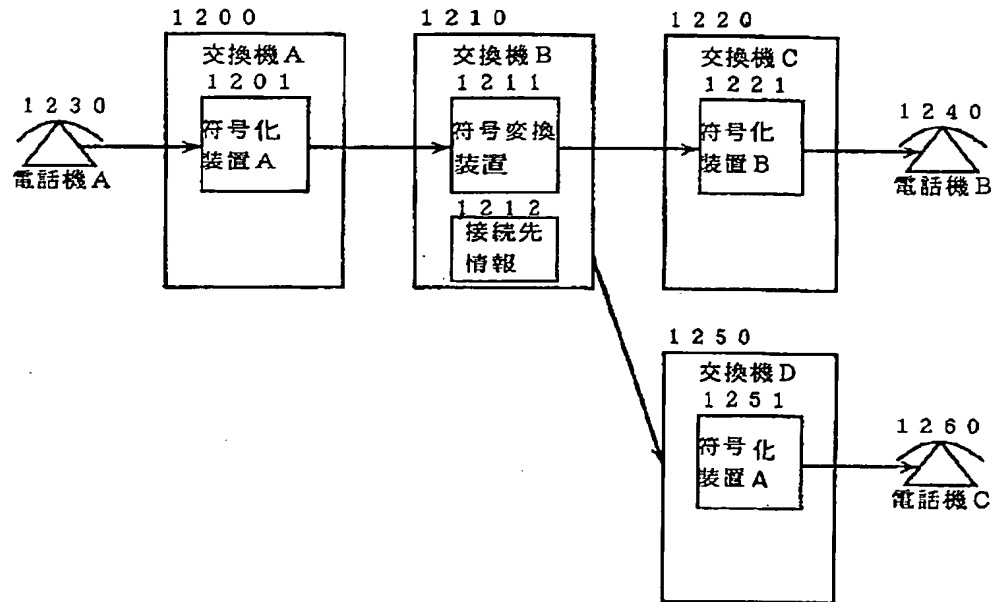 1200
交換機A
1201
符号化
装置A
1210
交換機B
1211
符号変換
装置
1212
接続先
情報
1220
交換機C
1221
符号化
装置B
1230
電話機A
1240
電話機B
1250
交換機D
1251
符号化
装置A
1260
電話機C